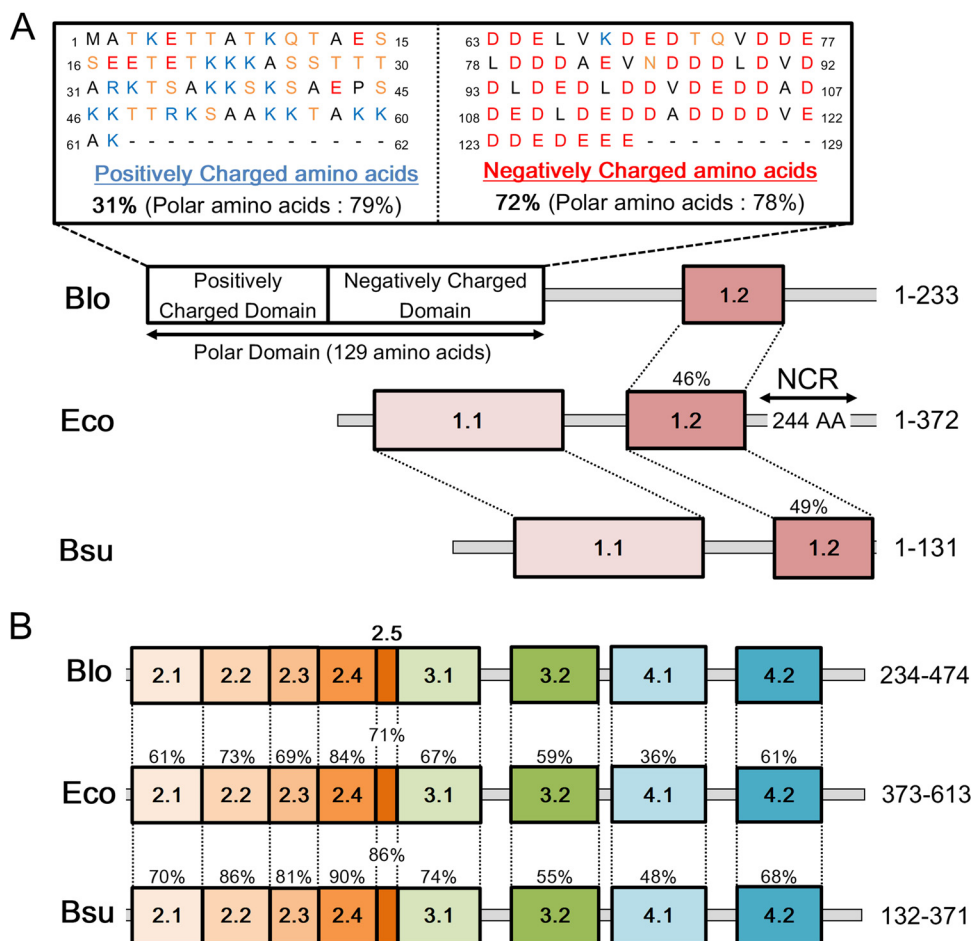 A
1 M A T K E T T A T K Q T A E S 15
16 S E E T E T K K K A S S T T T 30
31 A R K T S A K K S K S A E P S 45
46 K K T T R K S A A K K T A K K 60
61 A K - - - - - - - - - - - - - 62
Positively Charged amino acids
31% (Polar amino acids : 79%)
63 D D E L V K D E D T Q V D D E 77
78 L D D D A E V N D D D L D V D 92
93 D L D E D L D D V D E D D A D 107
108 D E D L D E D D A D D D D V E 122
123 D D E D E E E - - - - - - - - 129
Negatively Charged amino acids
72% (Polar amino acids : 78%)
Positively
Charged Domain
Negatively Charged
Domain
Blo 1.2 1-233
Polar Domain (129 amino acids)
46% NCR
Eco 1.1 1.2 244 AA 1-372
49%
Bsu 1.1 1.2 1-131
B
2.5
Blo 2.1 2.2 2.3 2.4 3.1 3.2 4.1 4.2 234-474
71%
61% 73% 69% 84% 67% 59% 36% 61%
Eco 2.1 2.2 2.3 2.4 3.1 3.2 4.1 4.2 373-613
86%
70% 86% 81% 90% 74% 55% 48% 68%
Bsu 2.1 2.2 2.3 2.4 3.1 3.2 4.1 4.2 132-371